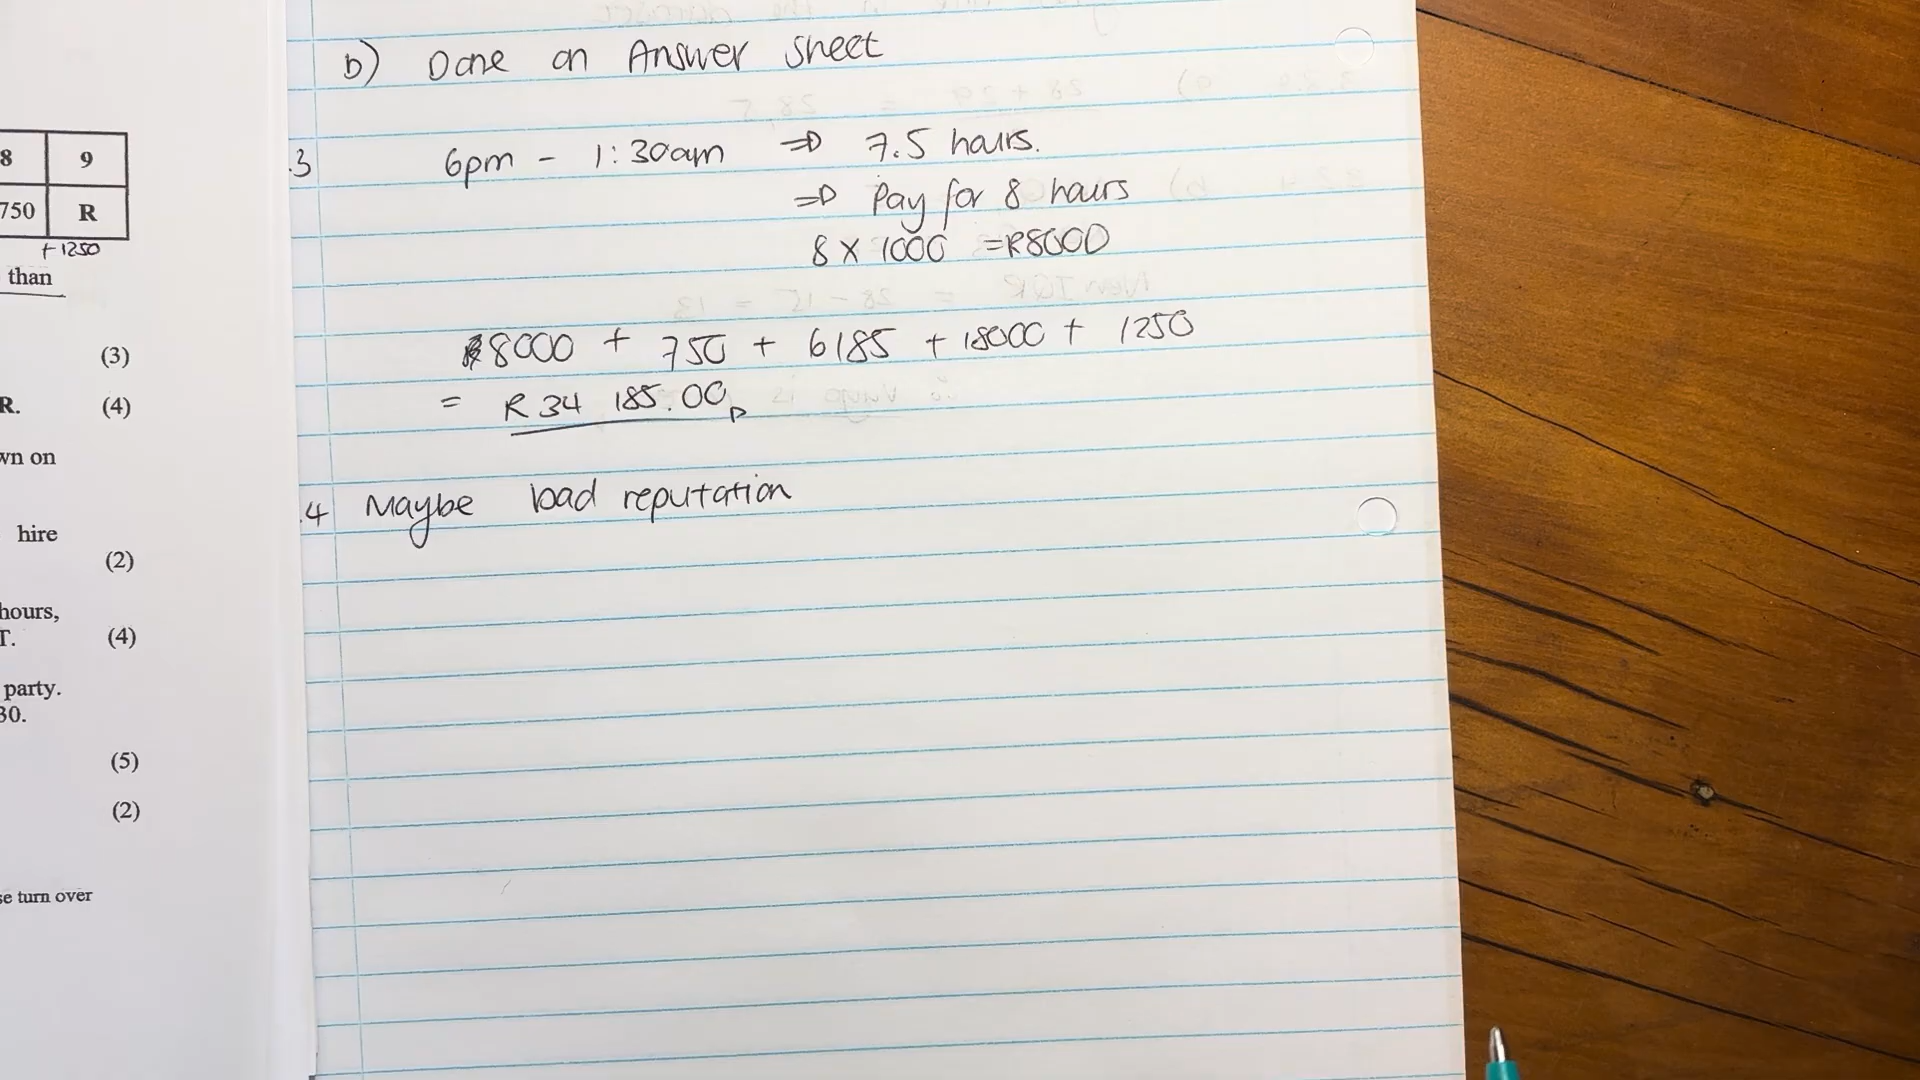 8 9
750 R
+ 1250
than
(3)
R. (4)
wn on
hire
(2)
hours,
T. (4)
party.
30.
(5)
(2)
se turn over
b) Done on Answer sheet
.3 6pm - 1:30am => 7.5 hours.
=> Pay for 8 hours
8 x 1000 = R8000
R8000 + 750 + 6185 + 18000 + 1250
= R 34 185.00
.4 Maybe bad reputation